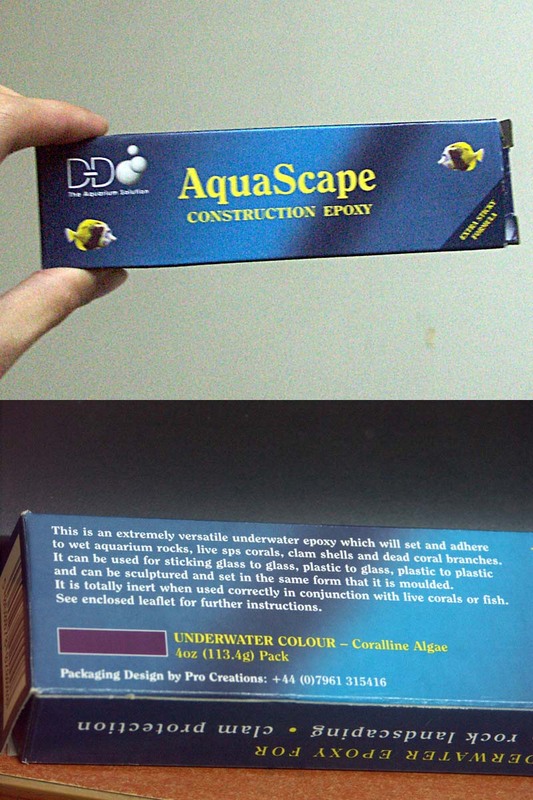 D-D
The Aquarium Solution
AquaScape
CONSTRUCTION EPOXY
EXTRA STICKY
FORMULA
This is an extremely versatile underwater epoxy which will set and adhere
to wet aquarium rocks, live sps corals, clam shells and dead coral branches.
It can be used for sticking glass to glass, plastic to glass, plastic to plastic
and can be sculptured and set in the same form that it is moulded.
It is totally inert when used correctly in conjunction with live corals or fish.
See enclosed leaflet for further instructions.
UNDERWATER COLOUR – Coralline Algae
4oz (113.4g) Pack
Packaging Design by Pro Creations: +44 (0)7961 315416
DERWATER EPOXY FOR
rock landscaping • clam protection